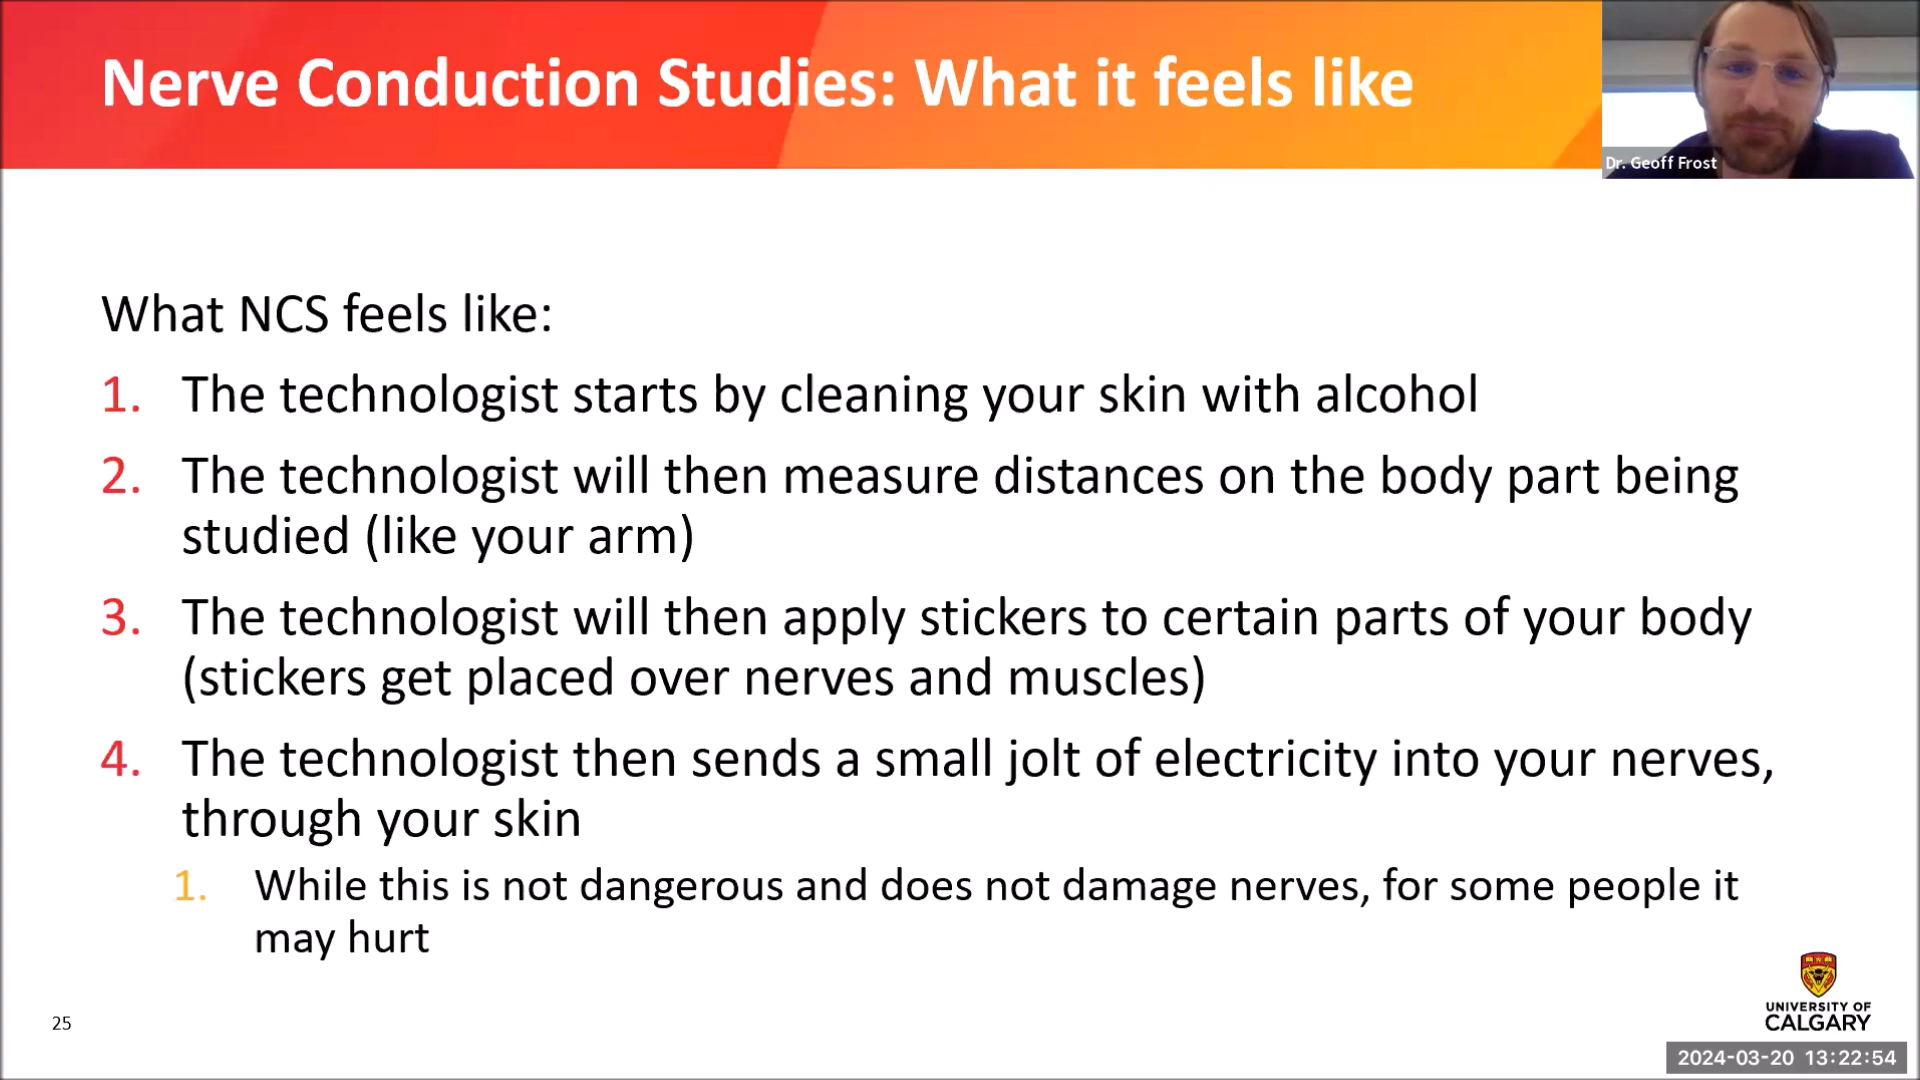 Nerve Conduction Studies: What it feels like
Dr. Geoff Frost
What NCS feels like:
1. The technologist starts by cleaning your skin with alcohol
2. The technologist will then measure distances on the body part being
studied (like your arm)
3. The technologist will then apply stickers to certain parts of your body
(stickers get placed over nerves and muscles)
4. The technologist then sends a small jolt of electricity into your nerves,
through your skin
1. While this is not dangerous and does not damage nerves, for some people it
may hurt
25
UNIVERSITY OF
CALGARY
2024-03-20 13:22:54